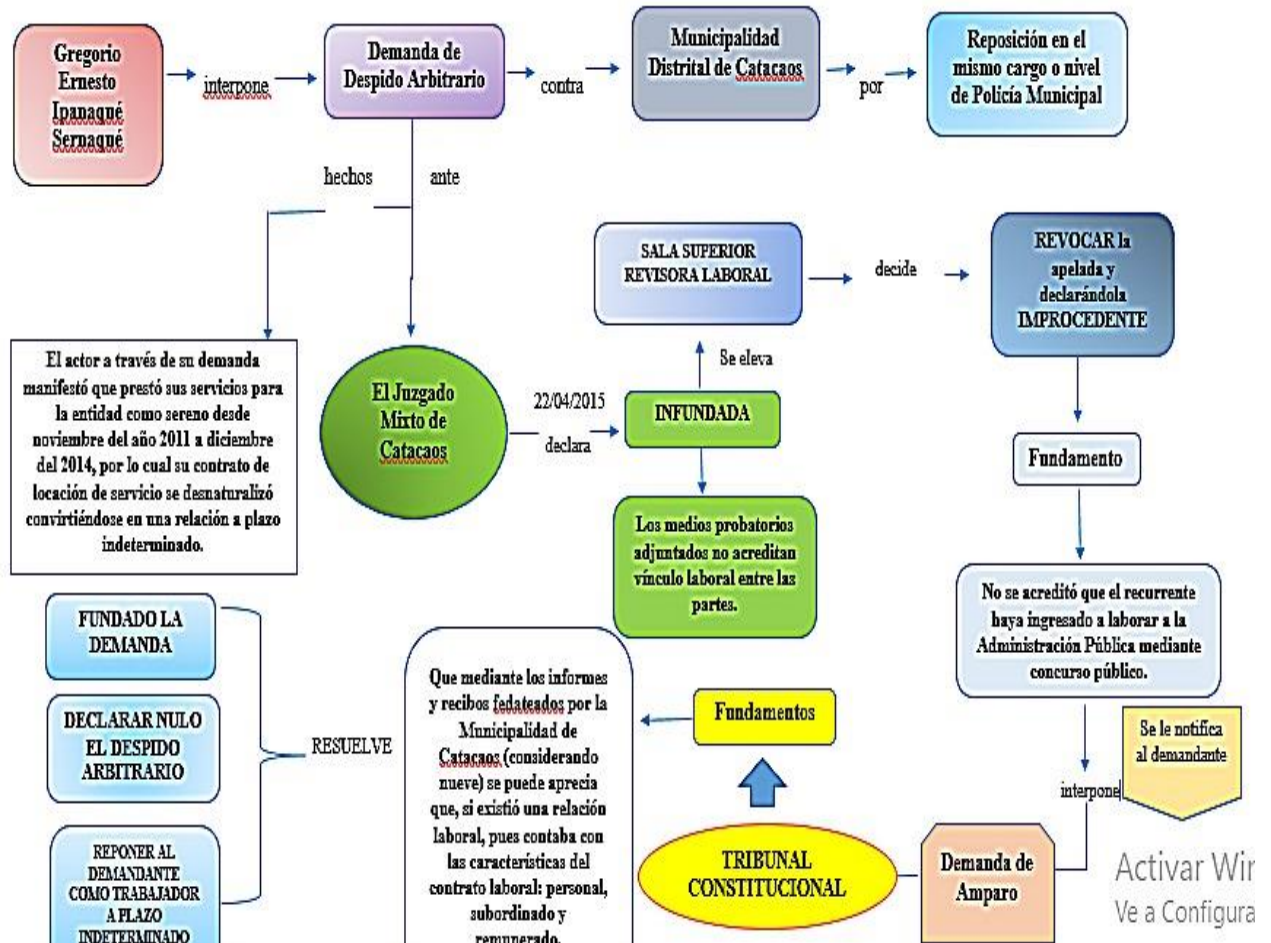 Gregorio
Ernesto
Ipanaqué
Sernaqué
interpone
Demanda de
Despido Arbitrario
contra
Municipalidad
Distrital de Catacaos
por
Reposición en el
mismo cargo o nivel
de Policía Municipal
hechos
ante
El actor a través de su demanda
manifestó que prestó sus servicios para
la entidad como sereno desde
noviembre del año 2011 a diciembre
del 2014, por lo cual su contrato de
locación de servicio se desnaturalizó
convirtiéndose en una relación a plazo
indeterminado.
El Juzgado
Mixto de
Catacaos
22/04/2015
declara
INFUNDADA
Los medios probatorios
adjuntados no acreditan
vínculo laboral entre las
partes.
Se eleva
SALA SUPERIOR
REVISORA LABORAL
decide
REVOCAR la
apelada y
declarándola
IMPROCEDENTE
Fundamento
No se acreditó que el recurrente
haya ingresado a laborar a la
Administración Pública mediante
concurso público.
Se le notifica
al demandante
interpone
Demanda de
Amparo
TRIBUNAL
CONSTITUCIONAL
Fundamentos
Que mediante los informes
y recibos fedateados por la
Municipalidad de
Catacaos (considerando
nueve) se puede aprecia
que, si existió una relación
laboral, pues contaba con
las características del
contrato laboral: personal,
subordinado y
remunerado.
RESUELVE
FUNDADO LA
DEMANDA
DECLARAR NULO
EL DESPIDO
ARBITRARIO
REPONER AL
DEMANDANTE
COMO TRABAJADOR
A PLAZO
INDETERMINADO
Activar Wir
Ve a Configura